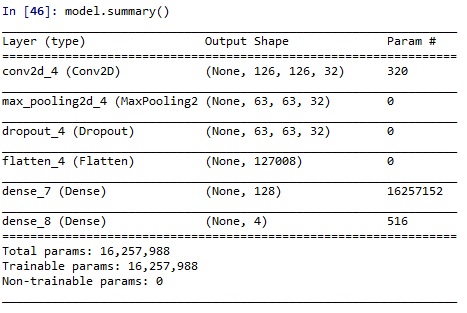 In [46]: model.summary()
Layer (type) Output Shape Param #
conv2d_4 (Conv2D) (None, 126, 126, 32) 320
max_pooling2d_4 (MaxPooling2 (None, 63, 63, 32) 0
dropout_4 (Dropout) (None, 63, 63, 32) 0
flatten_4 (Flatten) (None, 127008) 0
dense_7 (Dense) (None, 128) 16257152
dense_8 (Dense) (None, 4) 516
Total params: 16,257,988
Trainable params: 16,257,988
Non-trainable params: 0